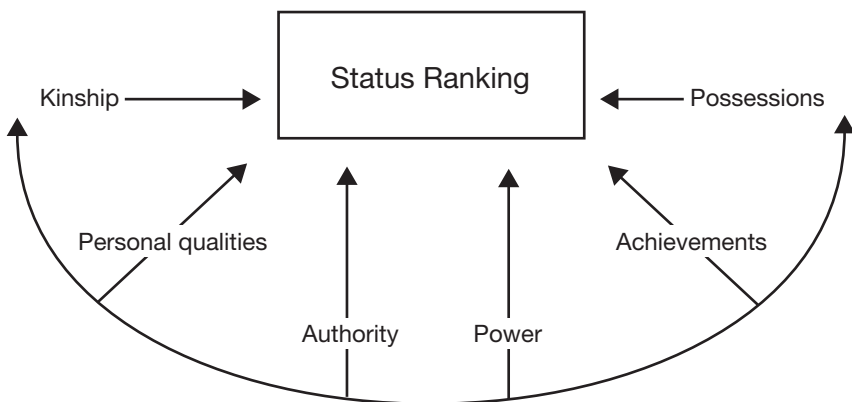 Status Ranking
Kinship
Possessions
Personal qualities
Achievements
Authority
Power